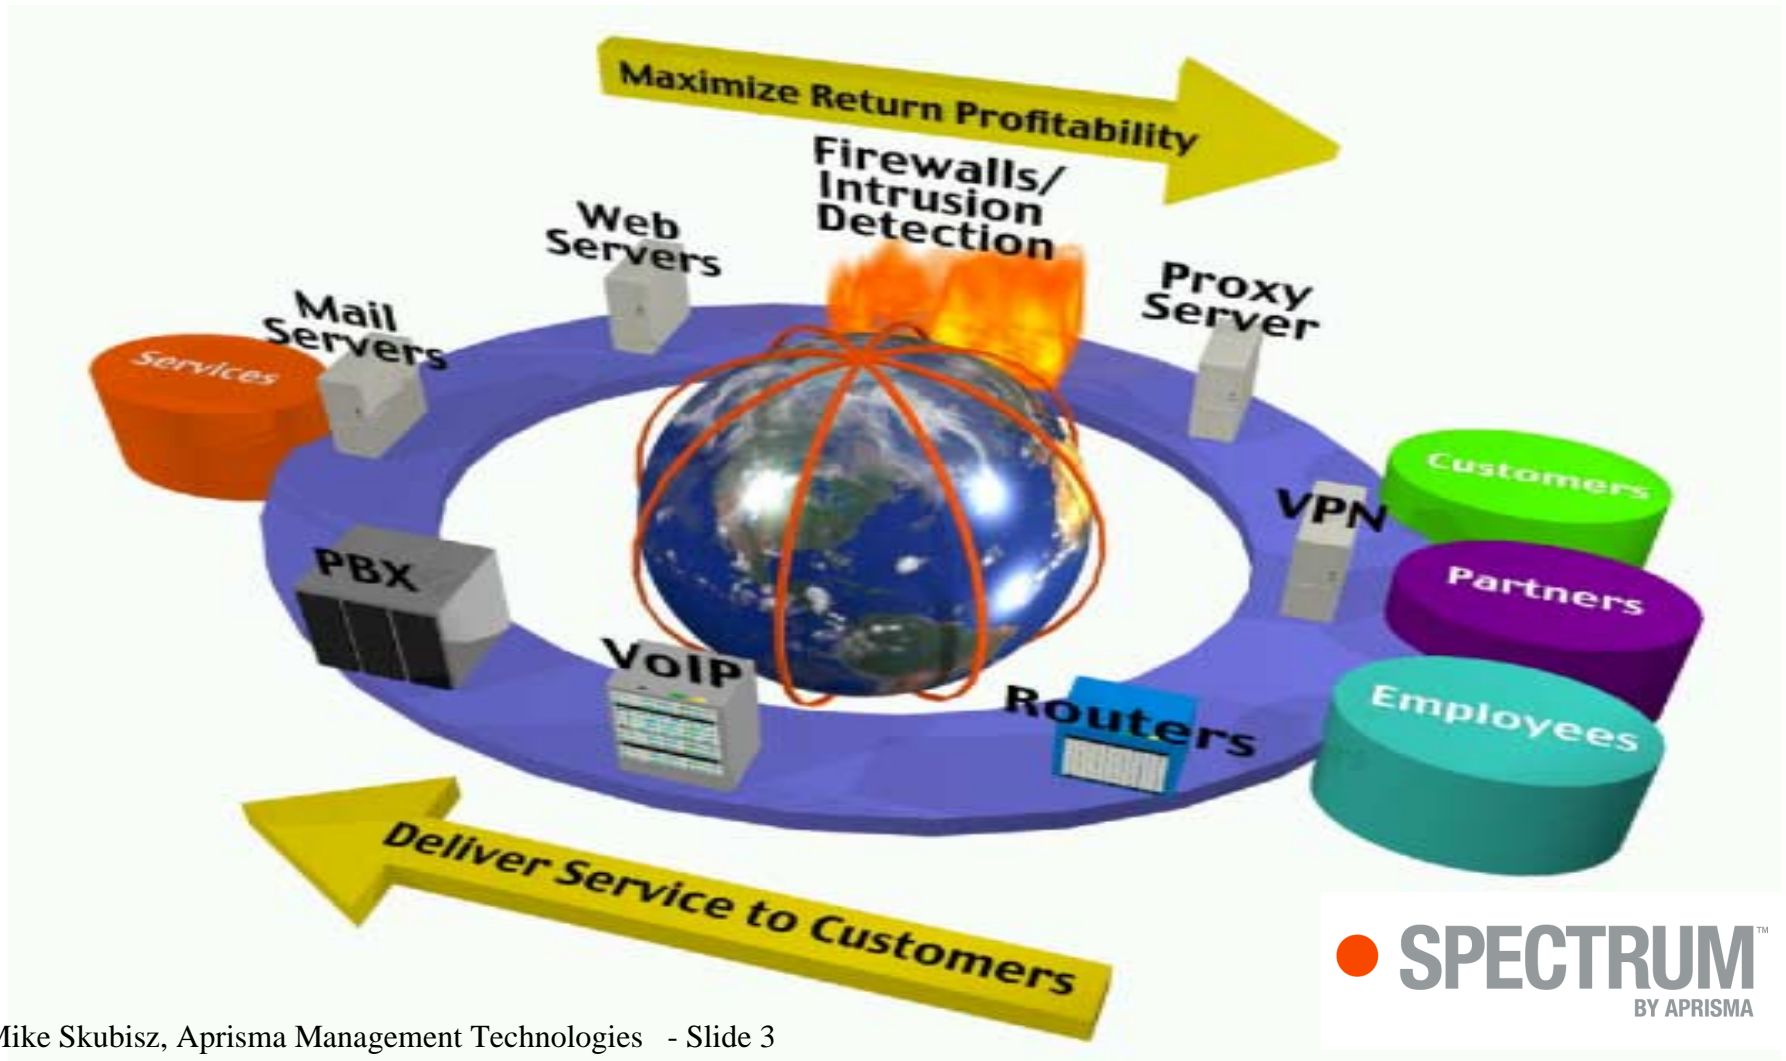 Maximize Return Profitability
Firewalls/
Intrusion
Detection
Web
Servers
Proxy
Server
Mail
Servers
Services
Customers
VPN
PBX
Partners
VoIP
Routers
Employees
Deliver Service to Customers
SPECTRUM™
BY APRISMA
Mike Skubisz, Aprisma Management Technologies - Slide 3